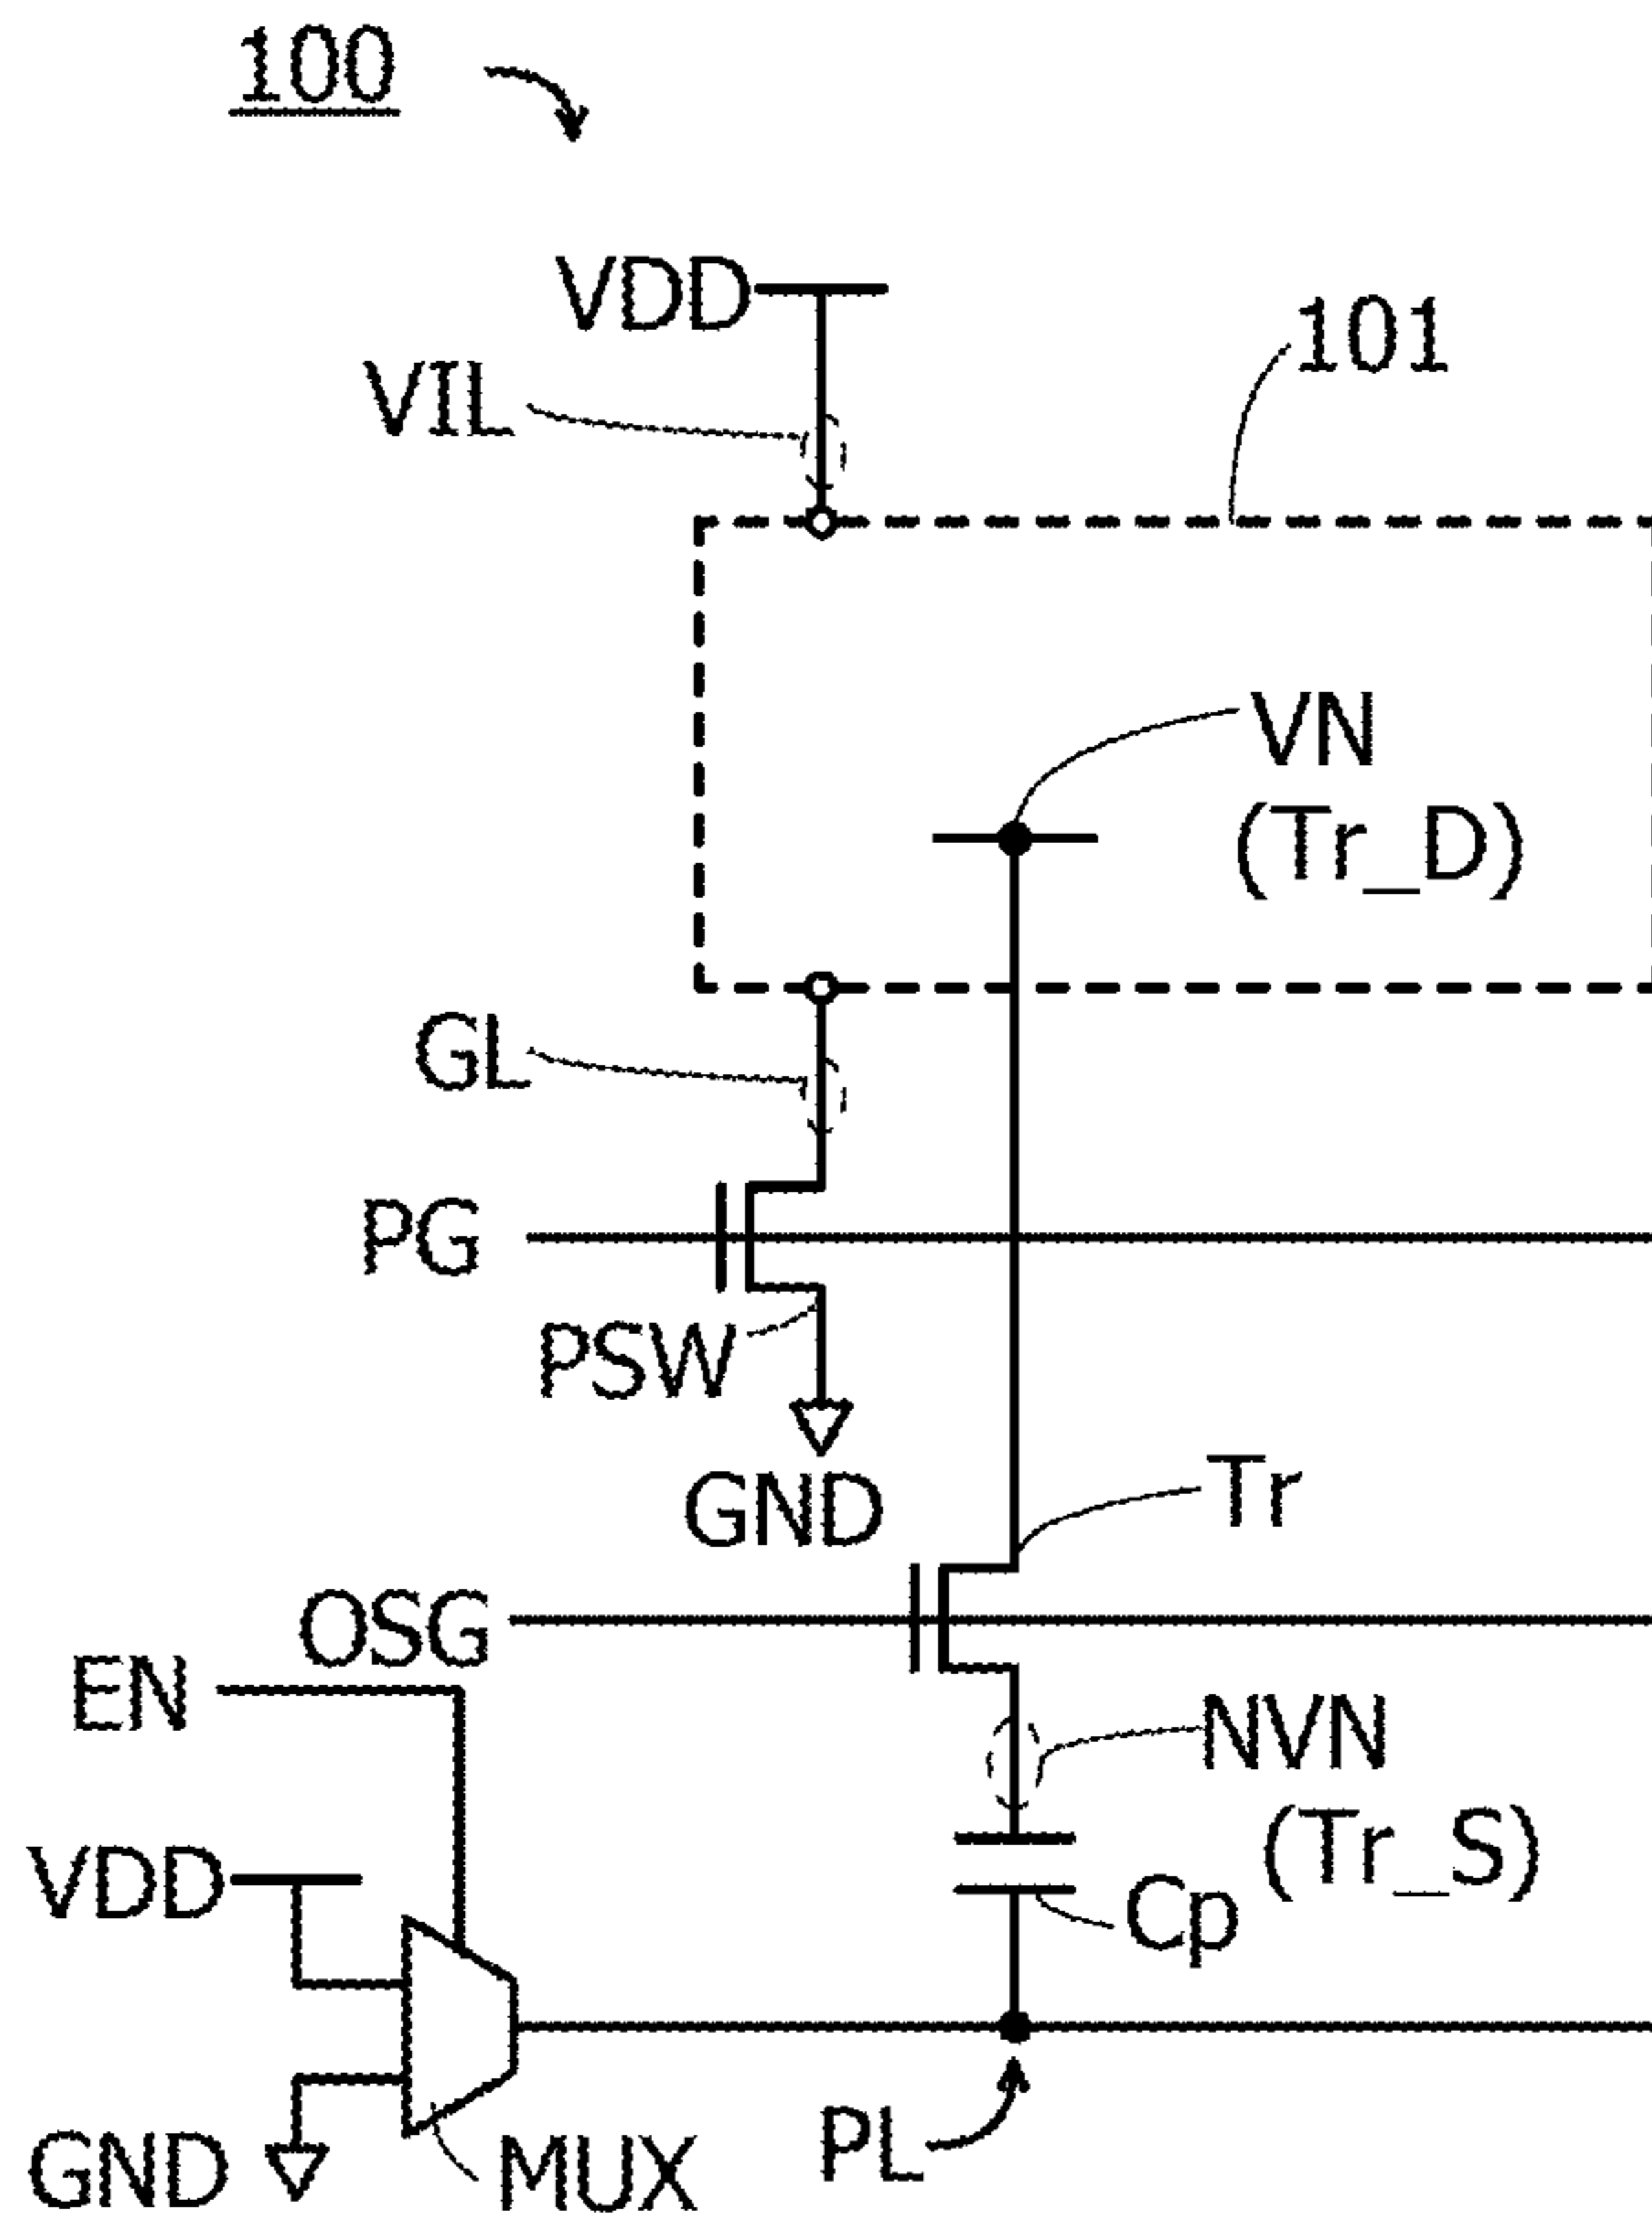 100
VDD
101
VIL
VN
(Tr_D)
GL
PG
PSW
GND
Tr
OSG
EN
NVN
(Tr_S)
VDD
Cp
PL
GND
MUX